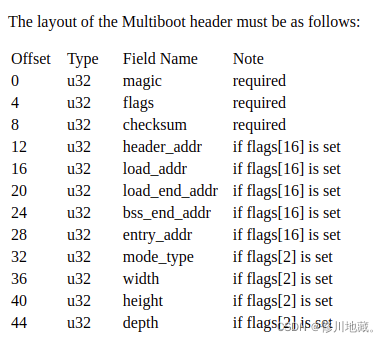 The layout of the Multiboot header must be as follows:
Offset Type Field Name Note
0 u32 magic required
4 u32 flags required
8 u32 checksum required
12 u32 header_addr if flags[16] is set
16 u32 load_addr if flags[16] is set
20 u32 load_end_addr if flags[16] is set
24 u32 bss_end_addr if flags[16] is set
28 u32 entry_addr if flags[16] is set
32 u32 mode_type if flags[2] is set
36 u32 width if flags[2] is set
40 u32 height if flags[2] is set
44 u32 depth if flags[2] is set
CSDN @修川地藏。